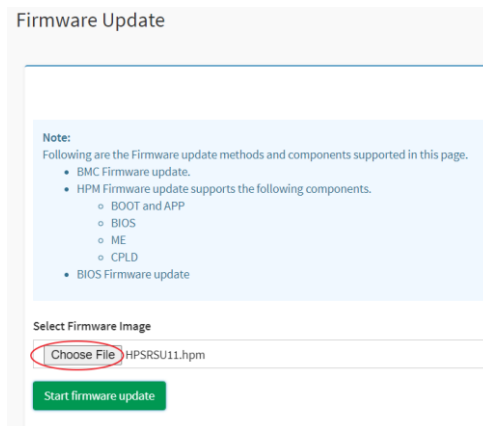 Firmware Update
Note:
Following are the Firmware update methods and components supported in this page.
BMC Firmware update.
HPM Firmware update supports the following components.
BOOT and APP
BIOS
ME
CPLD
BIOS Firmware update
Select Firmware Image
Choose File HPSRSU11.hpm
Start firmware update